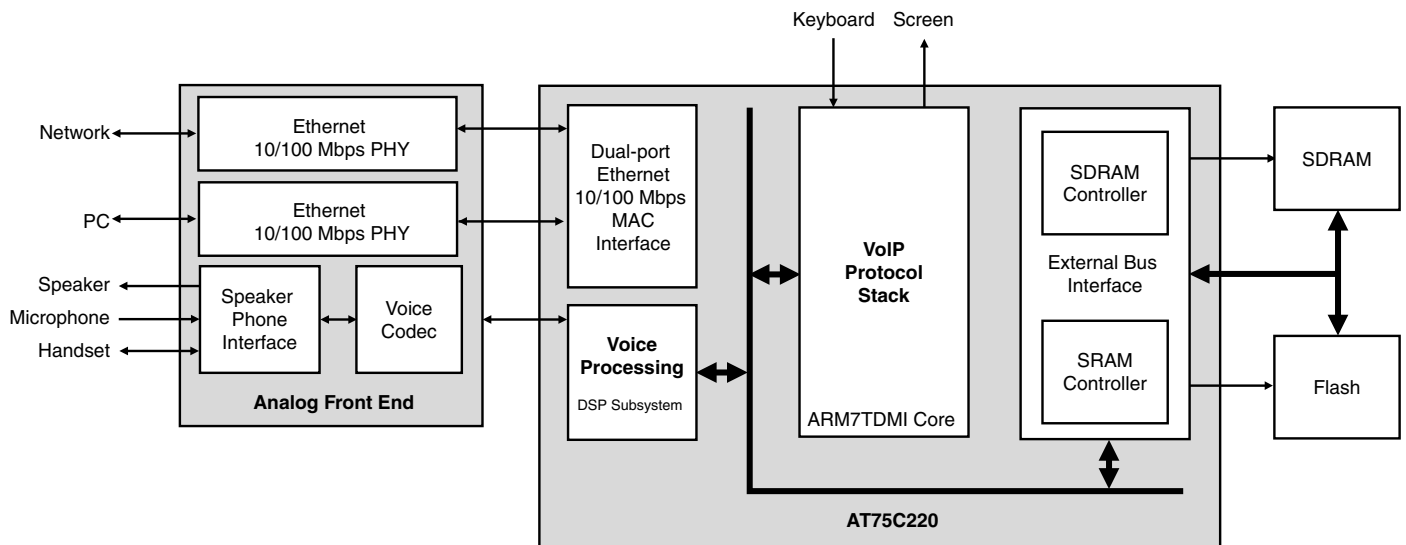 Keyboard
Screen
Network
Ethernet
10/100 Mbps PHY
PC
Ethernet
10/100 Mbps PHY
Speaker
Microphone
Handset
Speaker
Phone
Interface
Voice
Codec
Analog Front End
Dual-port
Ethernet
10/100 Mbps
MAC
Interface
Voice
Processing
DSP Subsystem
VoIP
Protocol
Stack
ARM7TDMI Core
SDRAM
Controller
External Bus
Interface
SRAM
Controller
AT75C220
SDRAM
Flash